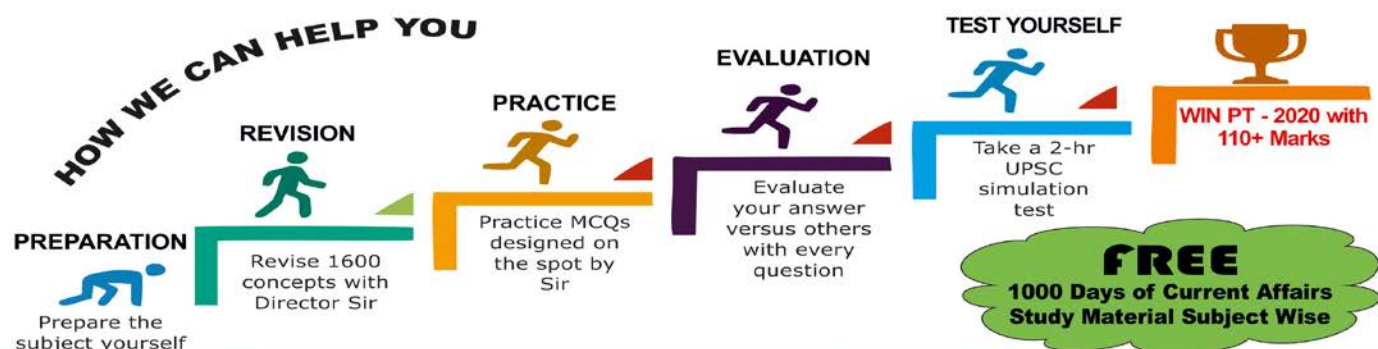 HOW WE CAN HELP YOU
PREPARATION
Prepare the
subject yourself
REVISION
Revise 1600
concepts with
Director Sir
PRACTICE
Practice MCQs
designed on
the spot by
Sir
EVALUATION
Evaluate
your answer
versus others
with every
question
TEST YOURSELF
Take a 2-hr
UPSC
simulation
test
WIN PT - 2020 with
110+ Marks
FREE
1000 Days of Current Affairs
Study Material Subject Wise